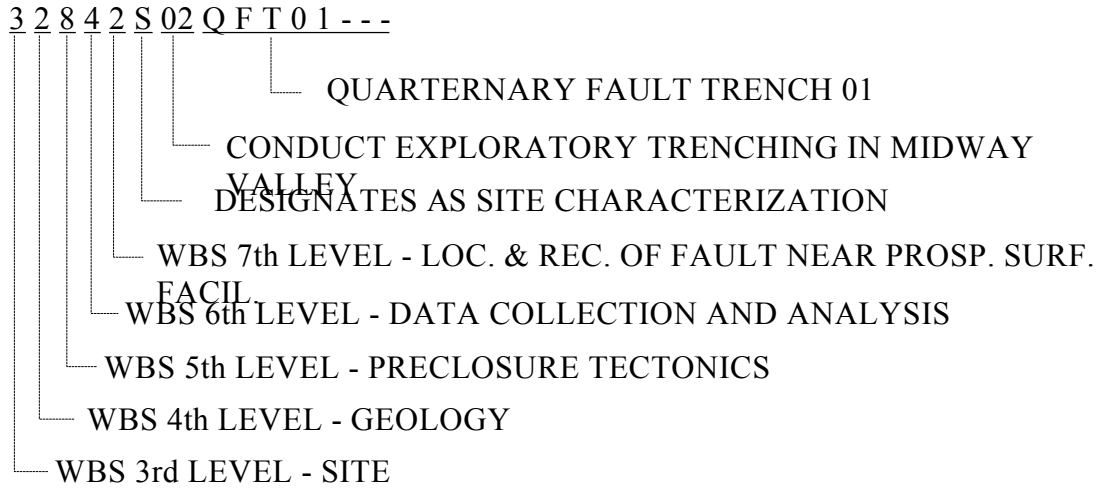 3 2 8 4 2 S 02 Q F T 0 1 - - -
QUARTERNARY FAULT TRENCH 01
CONDUCT EXPLORATORY TRENCHING IN MIDWAY
VALLEY
DESIGNATES AS SITE CHARACTERIZATION
WBS 7th LEVEL - LOC. & REC. OF FAULT NEAR PROSP. SURF.
FACIL.
WBS 6th LEVEL - DATA COLLECTION AND ANALYSIS
WBS 5th LEVEL - PRECLOSURE TECTONICS
WBS 4th LEVEL - GEOLOGY
WBS 3rd LEVEL - SITE